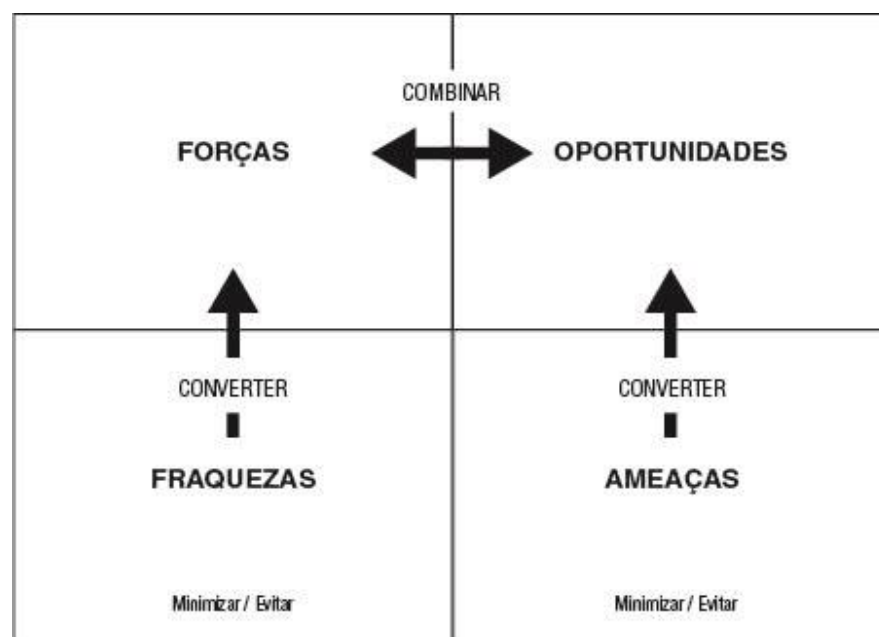 COMBINAR
FORÇAS
OPORTUNIDADES
CONVERTER
CONVERTER
FRAQUEZAS
AMEAÇAS
Minimizar / Evitar
Minimizar / Evitar